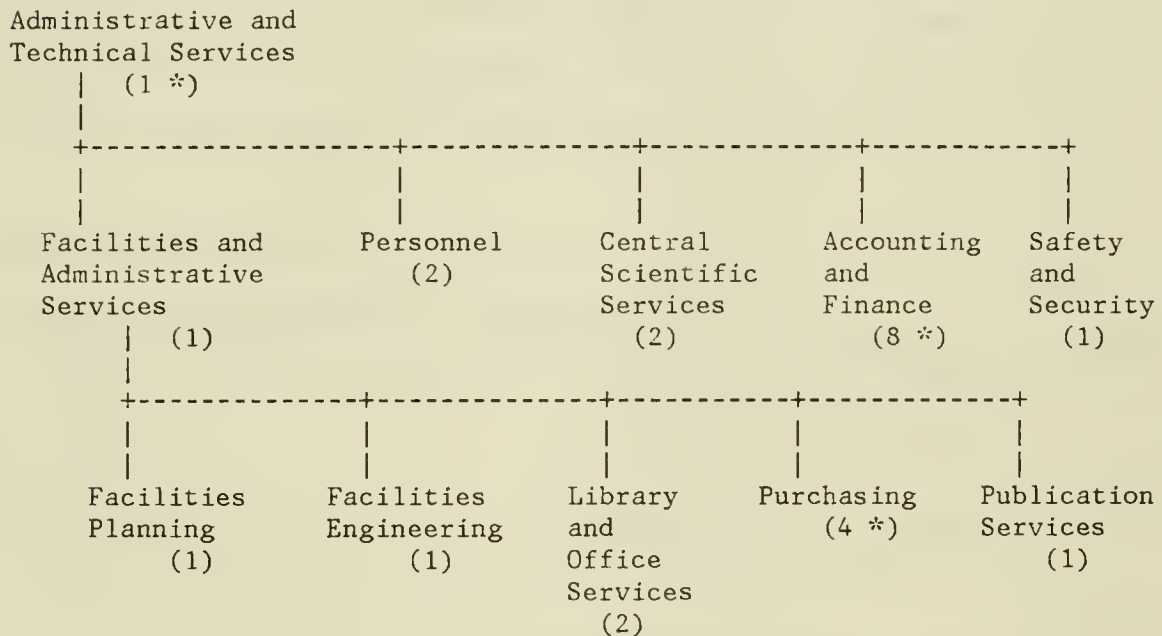 Administrative and
Technical Services
(1 *)
Facilities and
Administrative
Services
(1)
Personnel
(2)
Central
Scientific
Services
(2)
Accounting
and
Finance
(8 *)
Safety
and
Security
(1)
Facilities
Planning
(1)
Facilities
Engineering
(1)
Library
and
Office
Services
(2)
Purchasing
(4 *)
Publication
Services
(1)